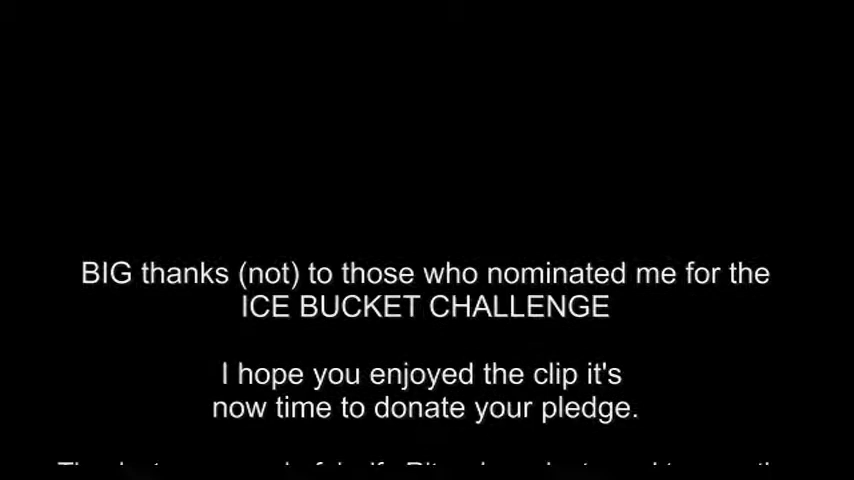 BIG thanks (not) to those who nominated me for the
ICE BUCKET CHALLENGE
I hope you enjoyed the clip it's
now time to donate your pledge.